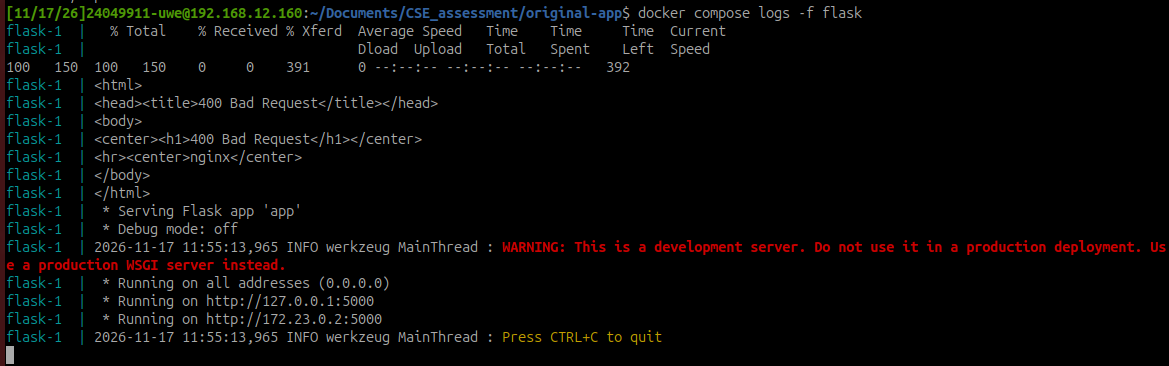 [11/17/26]24049911-uwe@192.168.12.160:~/Documents/CSE_assessment/original-app$ docker compose logs -f flask
flask-1  |   % Total    % Received % Xferd  Average Speed   Time    Time     Time  Current
flask-1  |                                  Dload  Upload   Total   Spent    Left  Speed
100   150  100   150    0     0    391      0 --:--:-- --:--:-- --:--:--   392
flask-1  | <html>
flask-1  | <head><title>400 Bad Request</title></head>
flask-1  | <body>
flask-1  | <center><h1>400 Bad Request</h1></center>
flask-1  | <hr><center>nginx</center>
flask-1  | </body>
flask-1  | </html>
flask-1  |  * Serving Flask app 'app'
flask-1  |  * Debug mode: off
flask-1  | 2026-11-17 11:55:13,965 INFO werkzeug MainThread : WARNING: This is a development server. Do not use it in a production deployment. Us
e a production WSGI server instead.
flask-1  |  * Running on all addresses (0.0.0.0)
flask-1  |  * Running on http://127.0.0.1:5000
flask-1  |  * Running on http://172.23.0.2:5000
flask-1  | 2026-11-17 11:55:13,965 INFO werkzeug MainThread : Press CTRL+C to quit